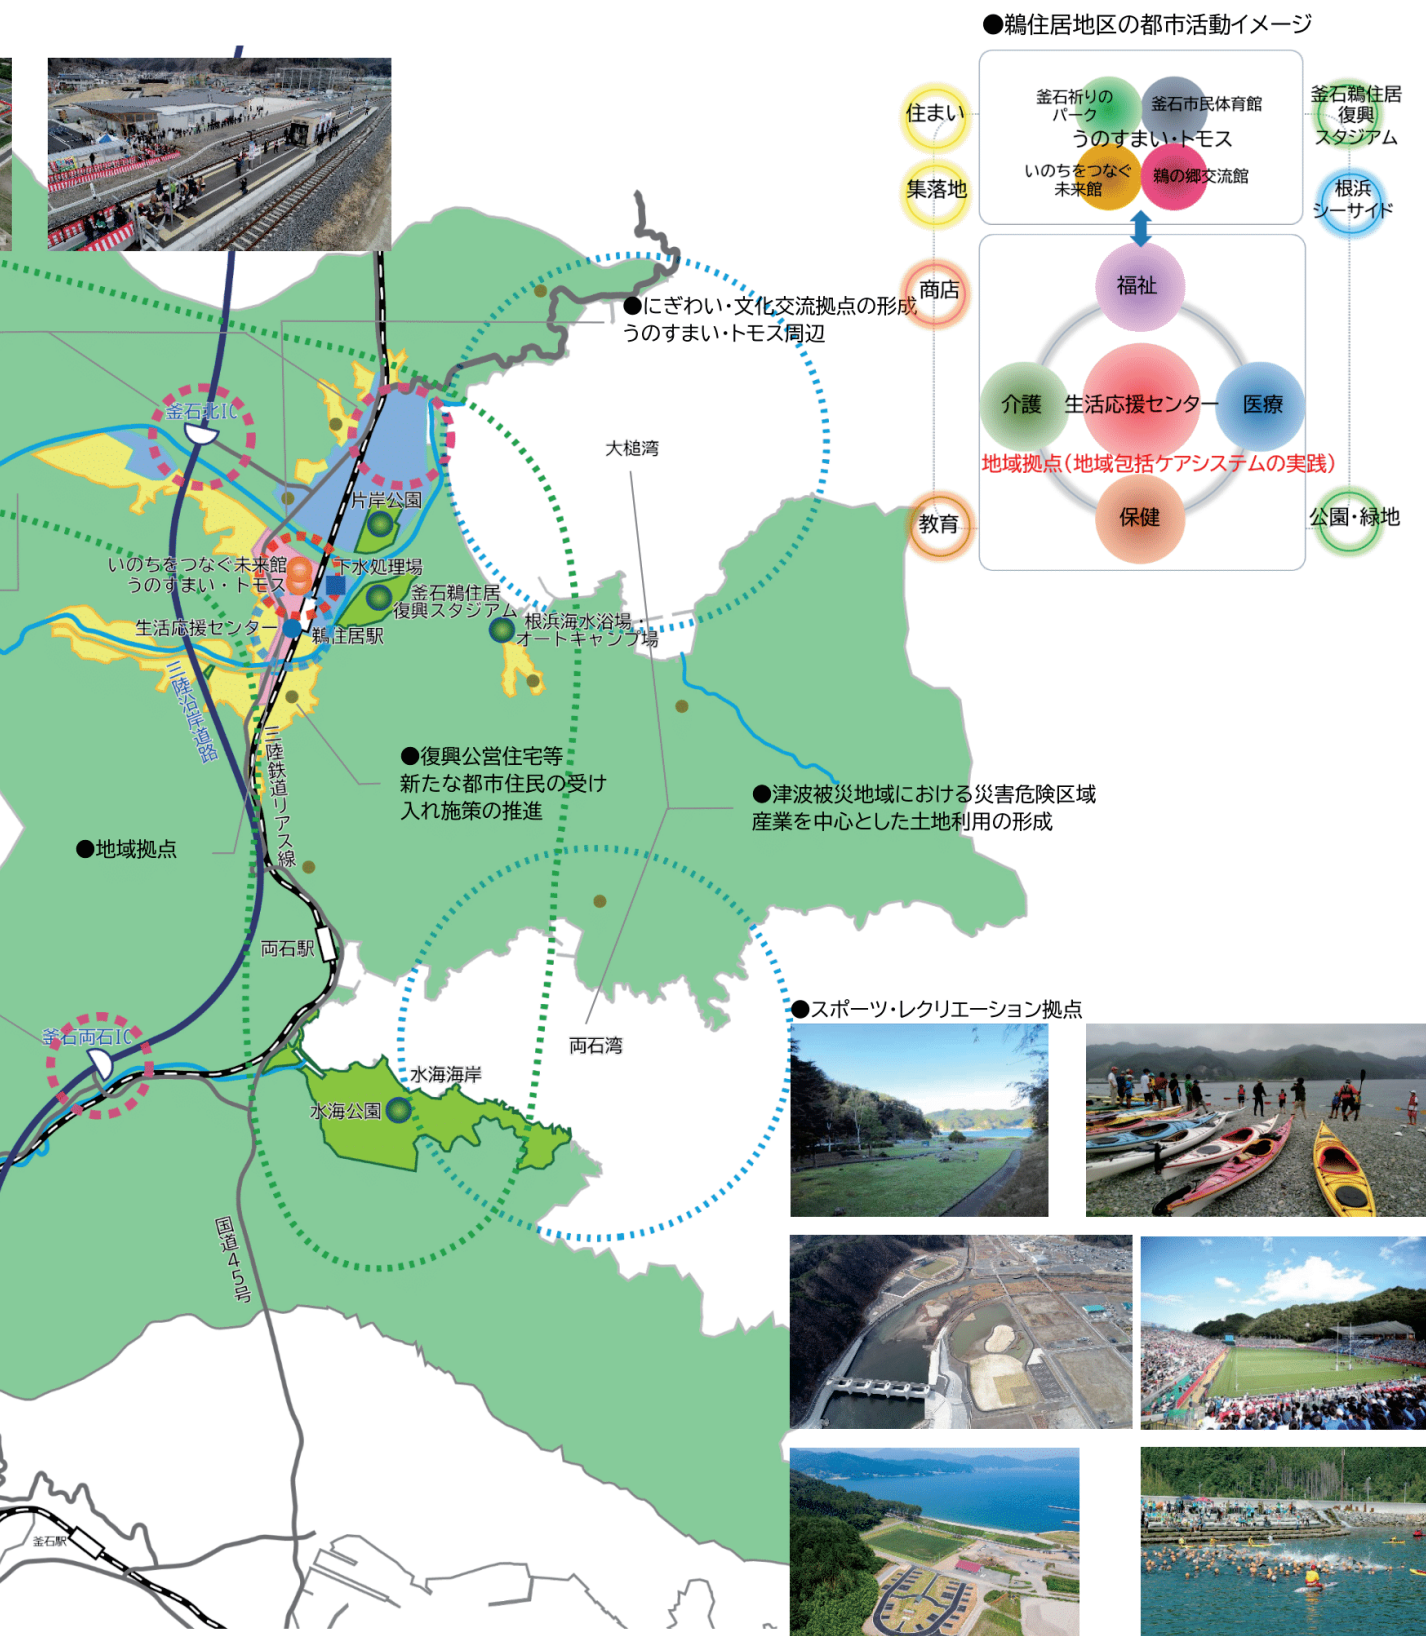 ●鵜住居地区の都市活動イメージ
住まい
集落地
商店
教育
釜石祈りの
パーク
釜石市民体育館
うのすまい・トモス
いのちをつなぐ
未来館
鵜の郷交流館
釜石鵜住居
復興
スタジアム
根浜
シーサイド
公園・緑地
福祉
介護
生活応援センター
医療
地域拠点(地域包括ケアシステムの実践)
保健
●にぎわい・文化交流拠点の形成
うのすまい・トモス周辺
釜石北IC
大槌湾
片岸公園
いのちをつなぐ未来館
うのすまい・トモス
下水処理場
釜石鵜住居
復興スタジアム
生活応援センター
鵜住居駅
根浜海水浴場・
オートキャンプ場
三陸沿岸道路
三陸鉄道リアス線
●復興公営住宅等
新たな都市住民の受け
入れ施策の推進
●津波被災地域における災害危険区域
産業を中心とした土地利用の形成
●地域拠点
両石駅
釜石両石IC
両石湾
水海海岸
水海公園
国道45号
釜石駅
●スポーツ・レクリエーション拠点